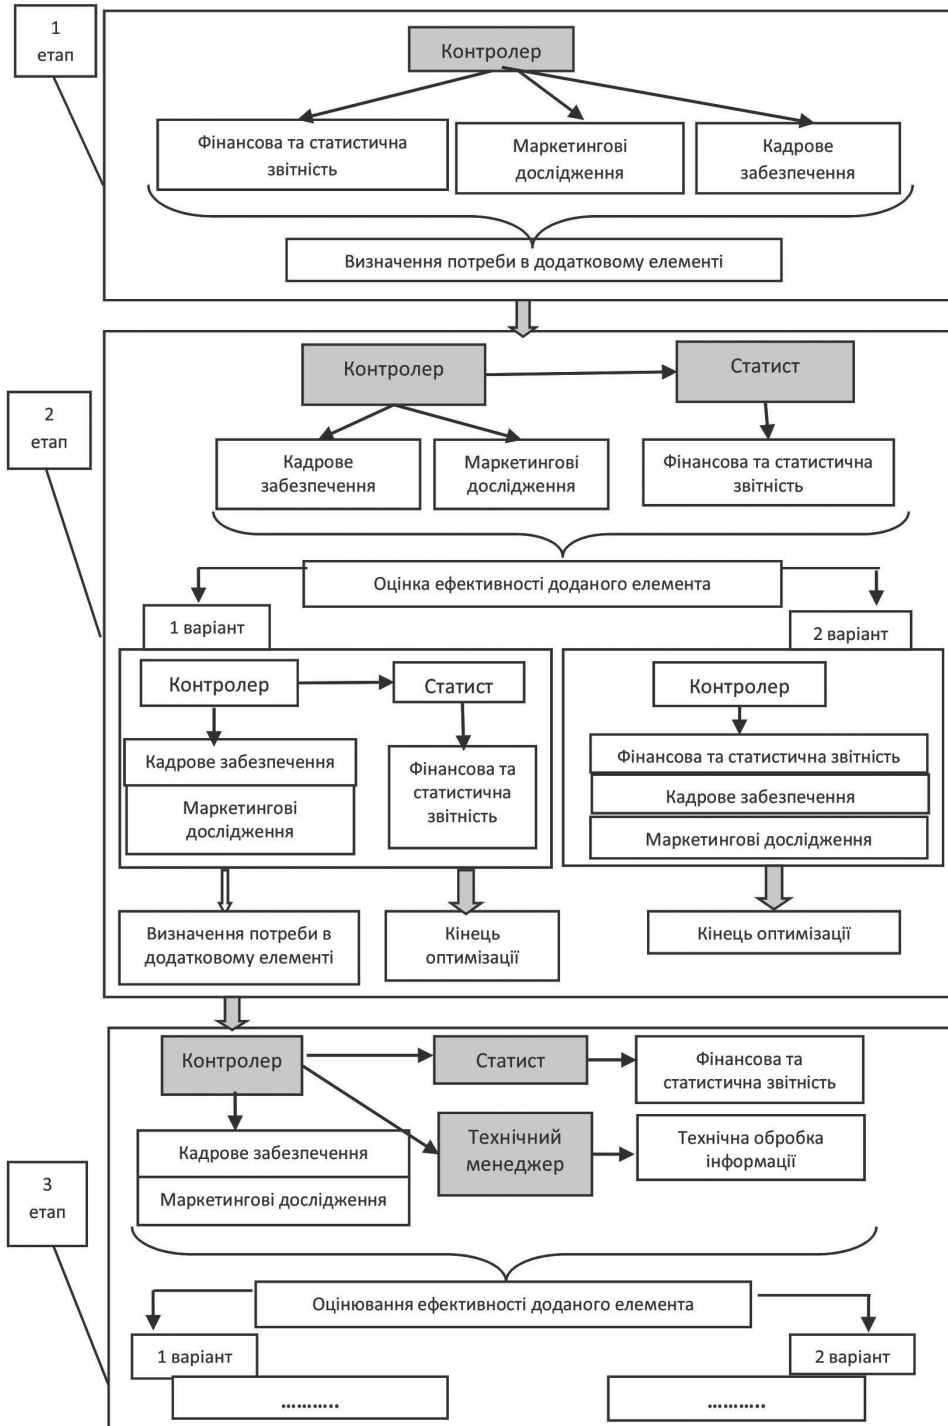 1
етап
Контролер
Фінансова та статистична
звітність
Маркетингові
дослідження
Кадрове
забезпечення
Визначення потреби в додатковому елементі
2
етап
Контролер
Статист
Кадрове
забезпечення
Маркетингові
дослідження
Фінансова та статистична
звітність
Оцінка ефективності доданого елемента
1 варіант
2 варіант
Контролер
Статист
Кадрове забезпечення
Маркетингові
дослідження
Фінансова та
статистична
звітність
Контролер
Фінансова та статистична звітність
Кадрове забезпечення
Маркетингові дослідження
Визначення потреби в
додатковому елементі
Кінець
оптимізації
Кінець оптимізації
3
етап
Контролер
Статист
Фінансова та
статистична звітність
Технічний
менеджер
Технічна обробка
інформації
Кадрове забезпечення
Маркетингові дослідження
Оцінювання ефективності доданого елемента
1 варіант
2 варіант
………..
………..